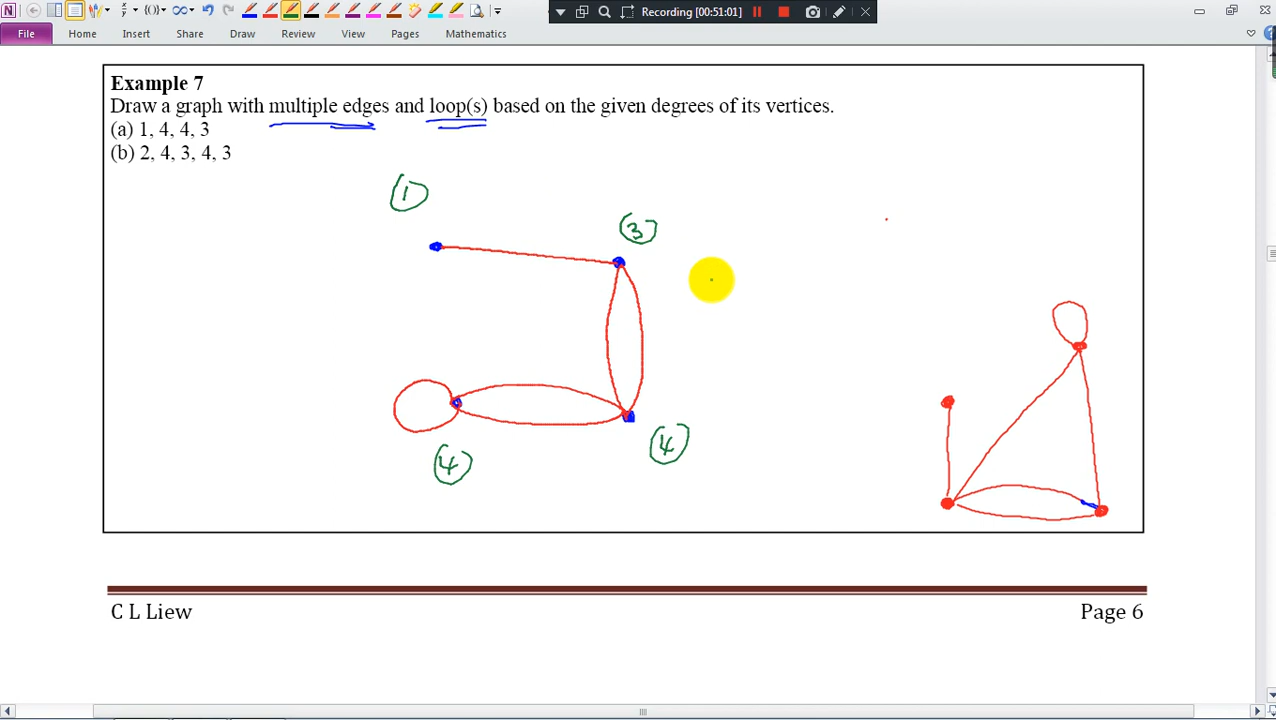 Recording [00:51:01]
File Home Insert Share Draw Review View Pages Mathematics
Example 7
Draw a graph with multiple edges and loop(s) based on the given degrees of its vertices.
(a) 1, 4, 4, 3
(b) 2, 4, 3, 4, 3
1
3
4
4
C L Liew
Page 6